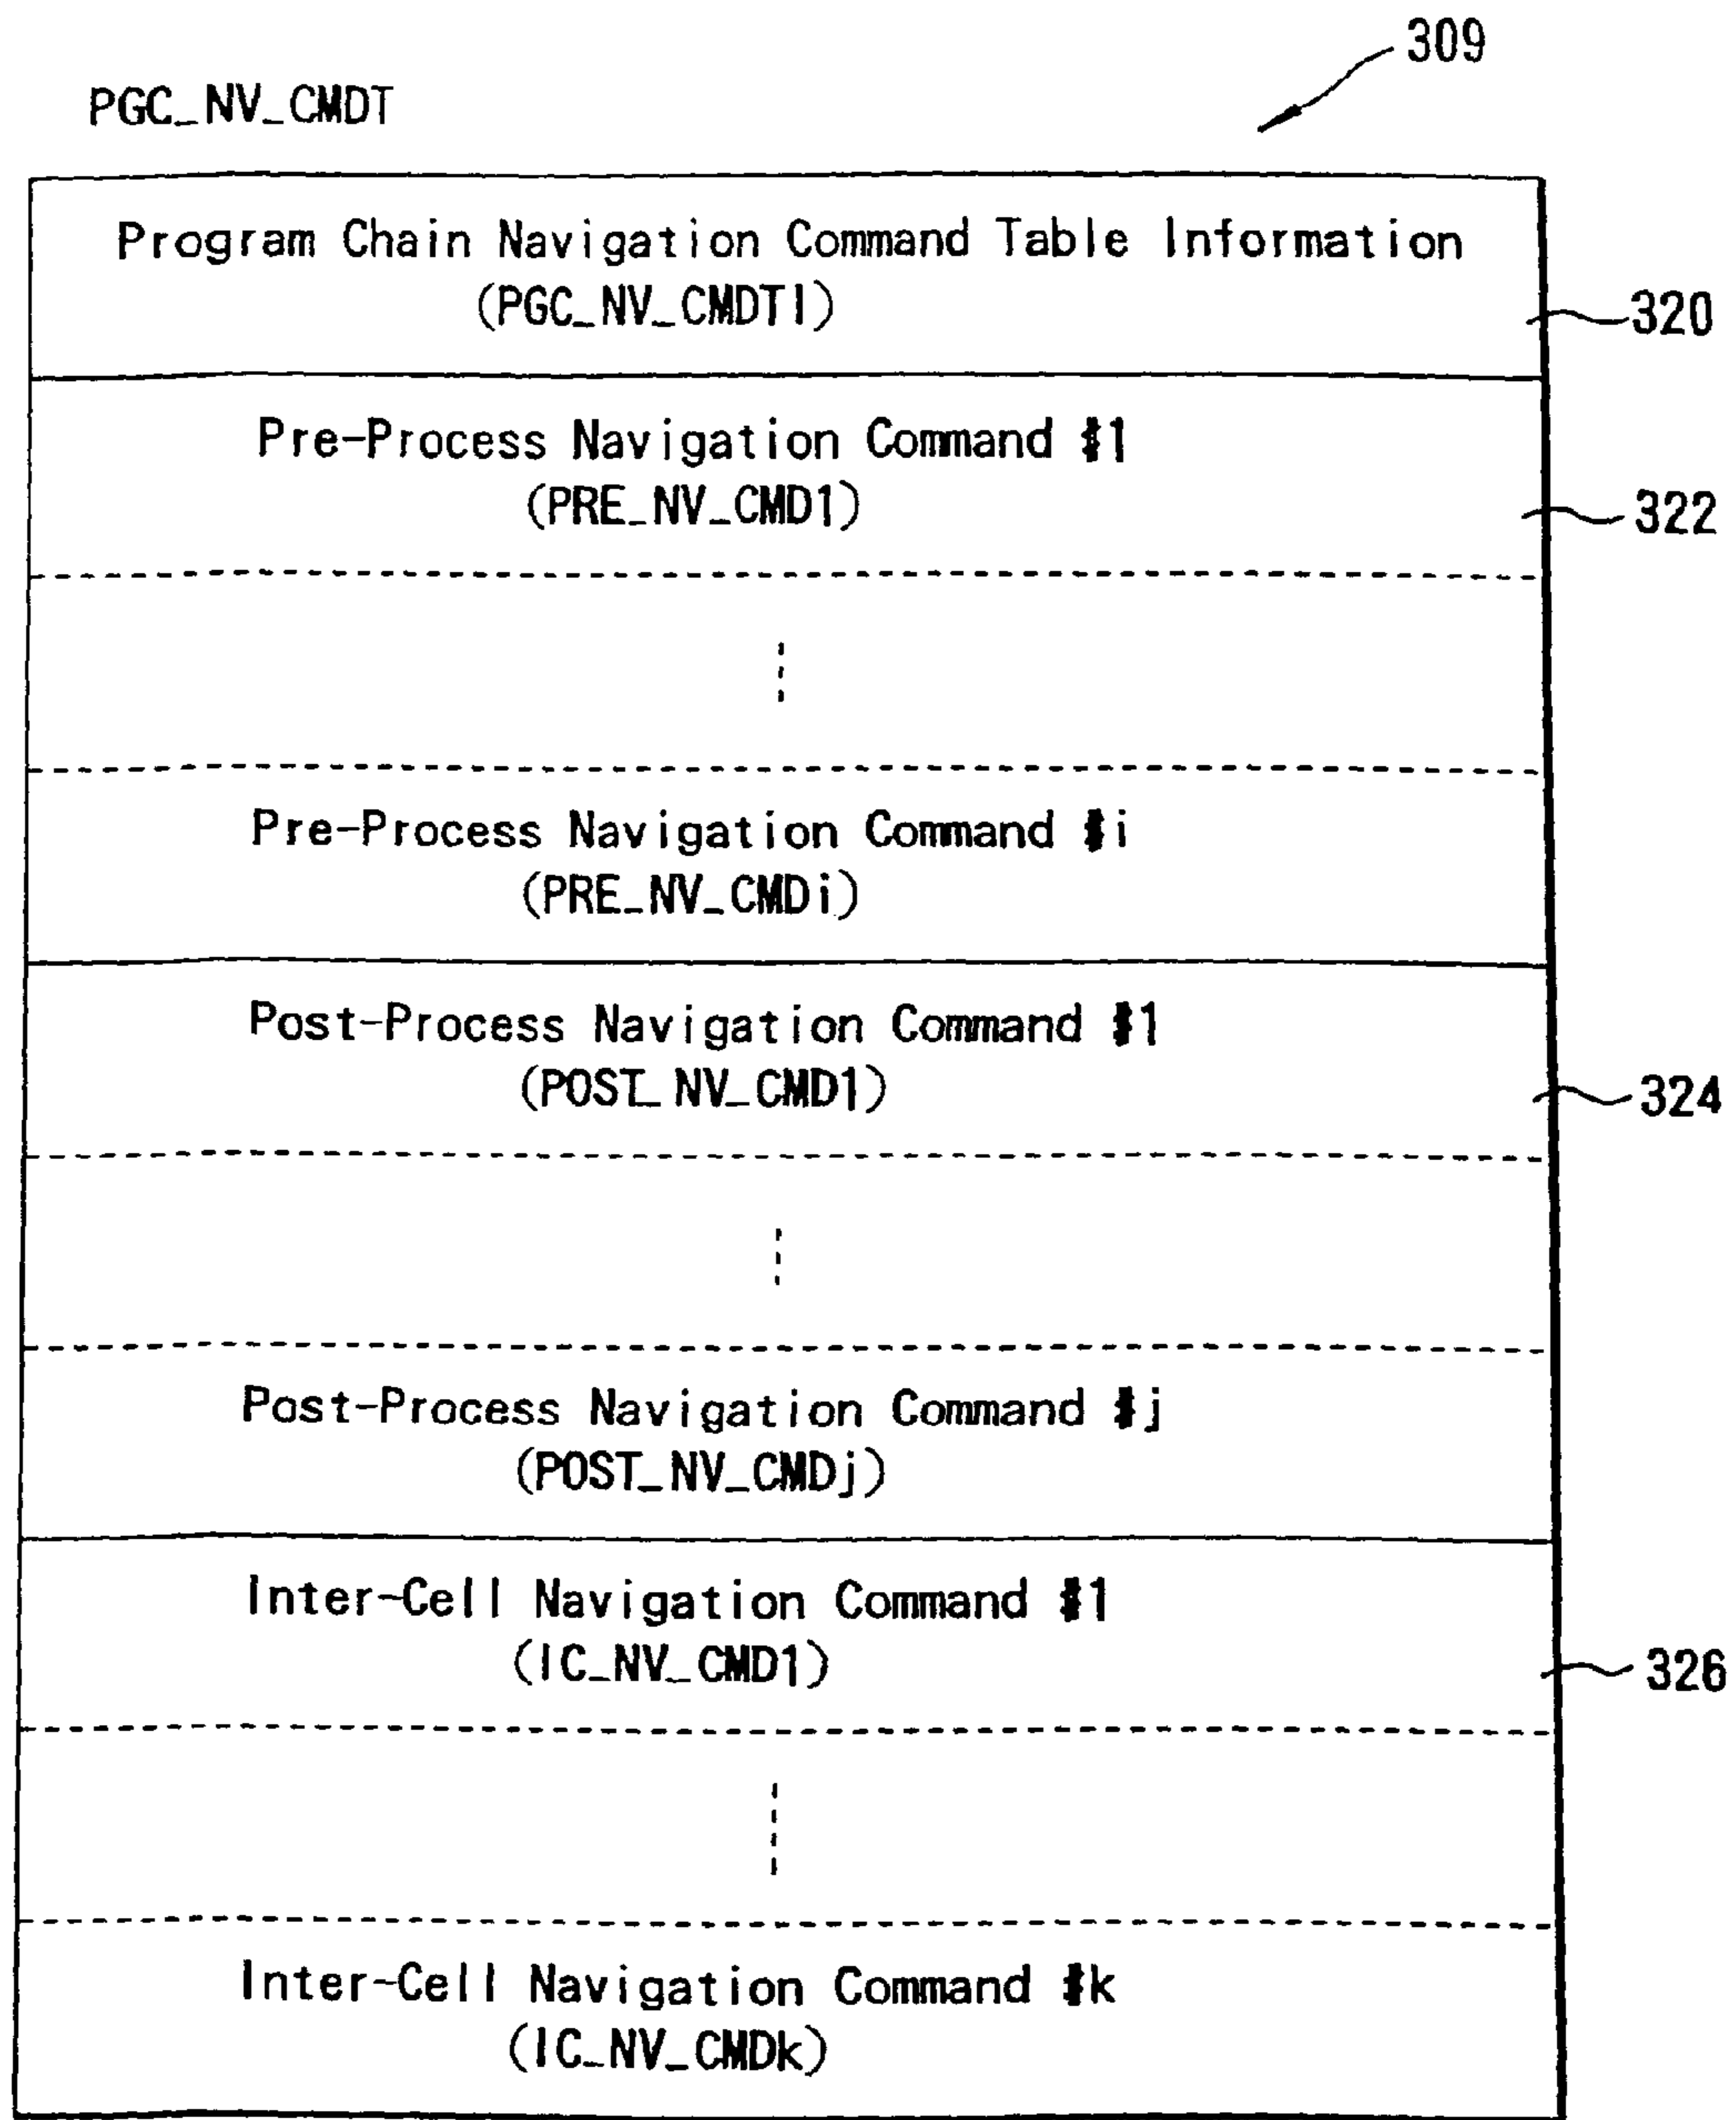 309
PGC_NV_CMDT
Program Chain Navigation Command Table Information
(PGC_NV_CMDTI)
320
Pre-Process Navigation Command #1
(PRE_NV_CMD1)
322
Pre-Process Navigation Command #i
(PRE_NV_CMDi)
Post-Process Navigation Command #1
(POST_NV_CMD1)
324
Post-Process Navigation Command #j
(POST_NV_CMDj)
Inter-Cell Navigation Command #1
(IC_NV_CMD1)
326
Inter-Cell Navigation Command #k
(IC_NV_CMDk)